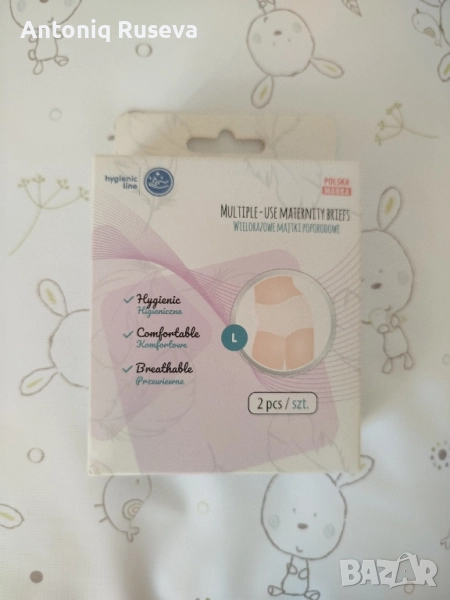 Antoniq Ruseva
hygienic
line
POLSKA
MARKA
MULTIPLE-USE MATERNITY BRIEFS
WIELORAZOWE MAJTKI POPORODOWE
Hygienic
Higieniczne
Comfortable
Komfortowe
L
Breathable
Przewiewne
2 pcs / szt.
BAZAR